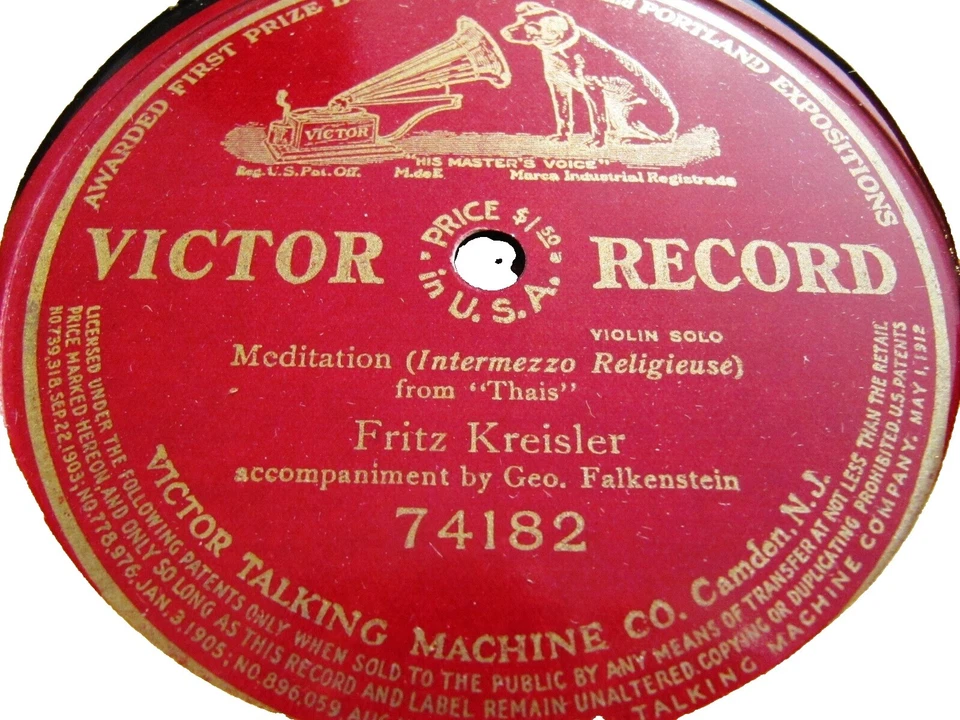 AWARDED FIRST PRIZE
PORTLAND EXPOSITIONS
VICTOR
"HIS MASTER'S VOICE"
Reg. U.S. Pat. Off. M. de F. Marca Industrial Registrada
VICTOR RECORD
PRICE $1.50
in U.S.A.
VIOLIN SOLO
Meditation (Intermezzo Religieuse)
from "Thais"
Fritz Kreisler
accompaniment by Geo. Falkenstein
74182
VICTOR TALKING MACHINE CO. Camden, N.J.
LICENSED UNDER THE FOLLOWING PATENTS ONLY WHEN SOLD TO THE PUBLIC BY ANY MEANS OF TRANSFER AT NOT LESS THAN THE RETAIL
PRICE MARKED HEREON AND ONLY SO LONG AS THIS RECORD AND LABEL REMAIN UNALTERED. COPYING OR DUPLICATING PROHIBITED. U.S. PATENTS
NO. 739,318, SEP. 22, 1903, NO. 778,976, JAN. 3, 1905; NO. 896,059, TALKING MACHINE COMPANY. MAY 1, 1912